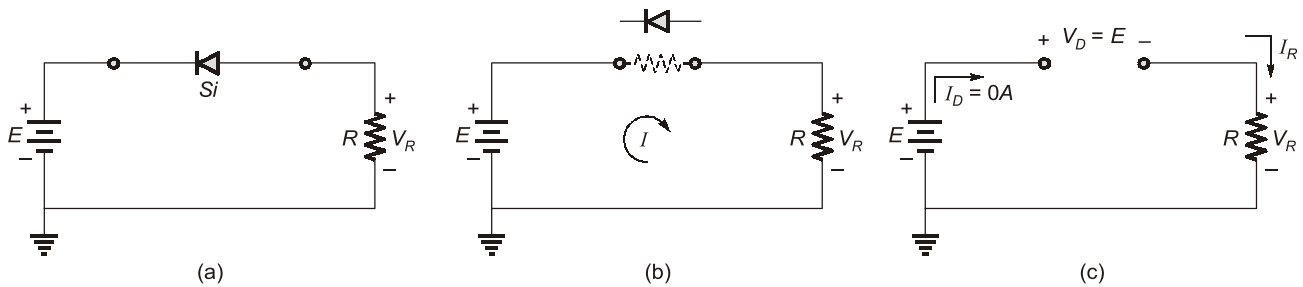 +
E
−
Si
+
R V_R
−
(a)
+
E
−
I
+
R V_R
−
(b)
+ V_D = E −
I_R
I_D = 0A
+
E
−
+
R V_R
−
(c)